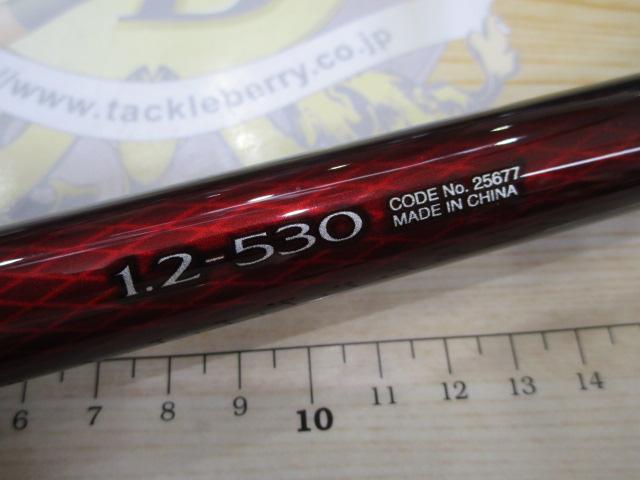 //www.tackleberry.co.jp
1.2-530
CODE No. 25677
MADE IN CHINA
6 7 8 9 10 11 12 13 14